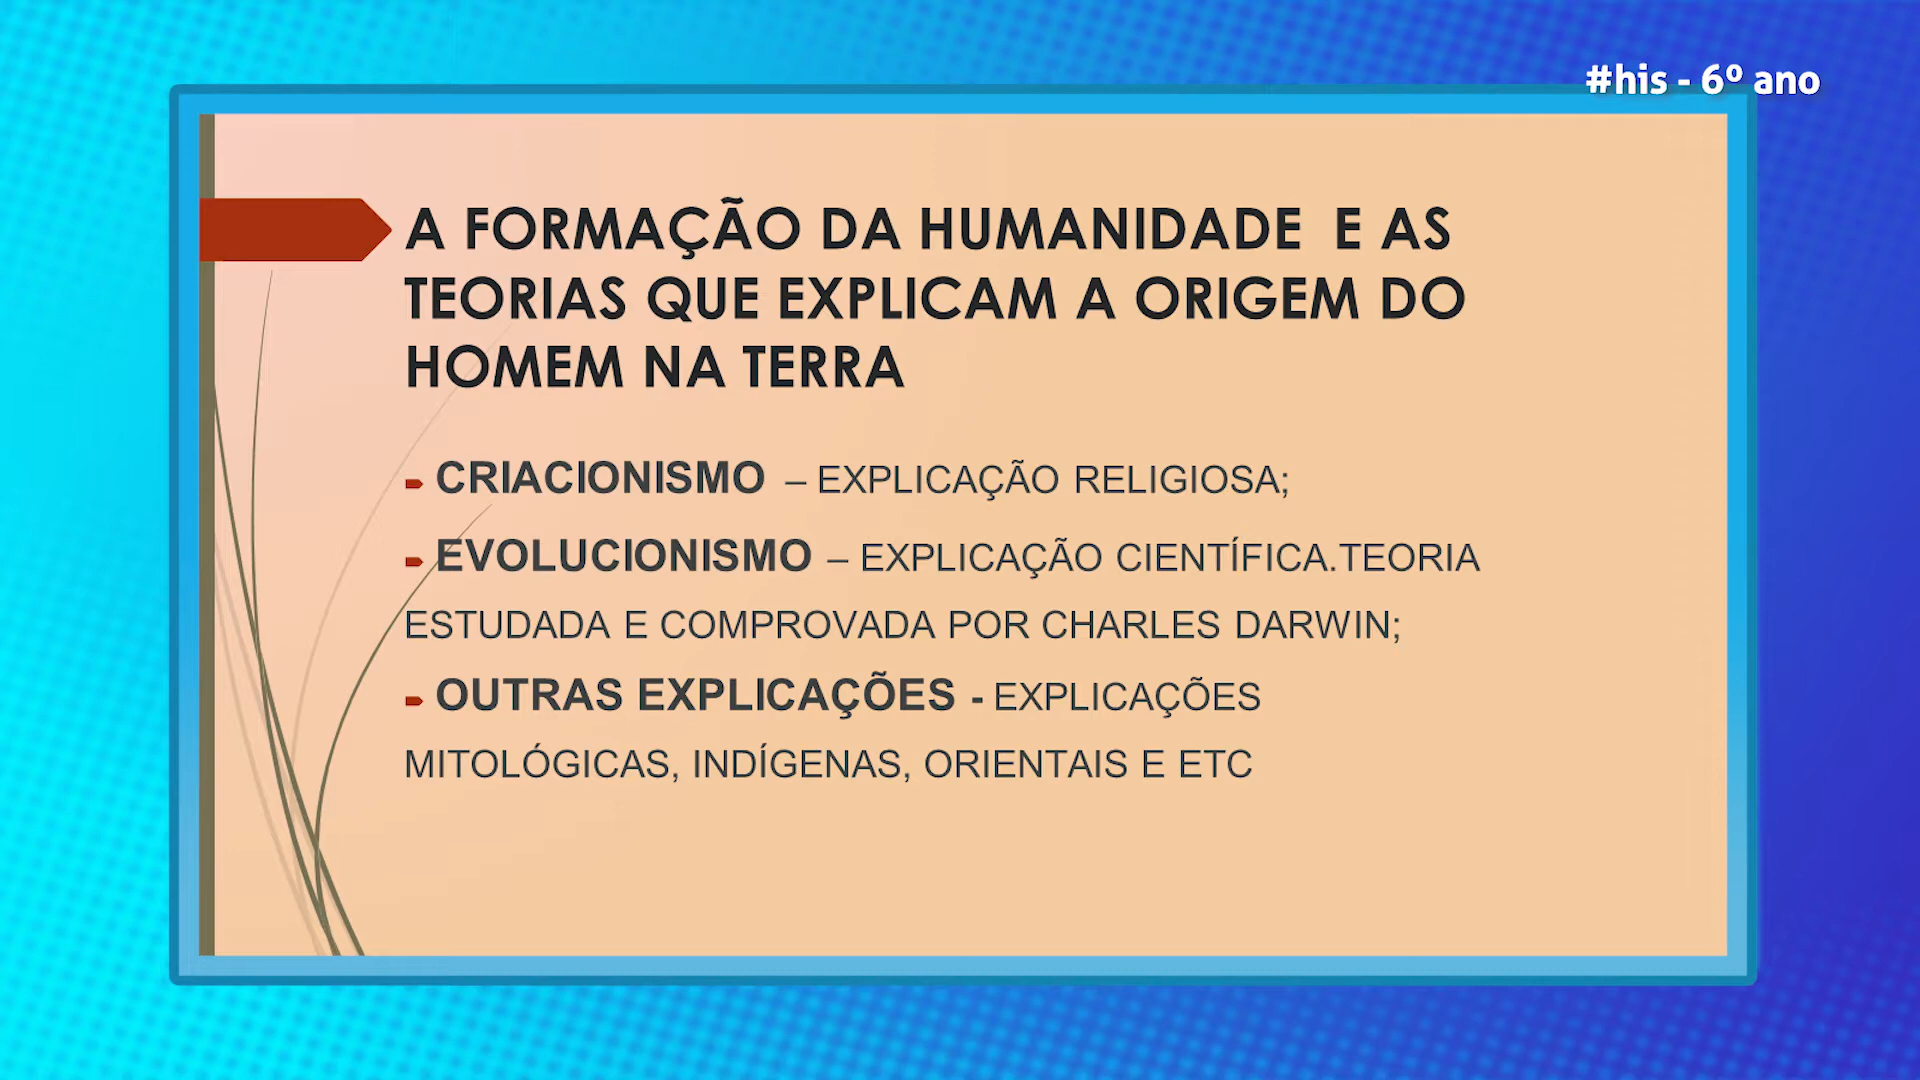 #his - 6º ano
A FORMAÇÃO DA HUMANIDADE E AS
TEORIAS QUE EXPLICAM A ORIGEM DO
HOMEM NA TERRA
CRIACIONISMO – EXPLICAÇÃO RELIGIOSA;
EVOLUCIONISMO – EXPLICAÇÃO CIENTÍFICA.TEORIA
ESTUDADA E COMPROVADA POR CHARLES DARWIN;
OUTRAS EXPLICAÇÕES - EXPLICAÇÕES
MITOLÓGICAS, INDÍGENAS, ORIENTAIS E ETC